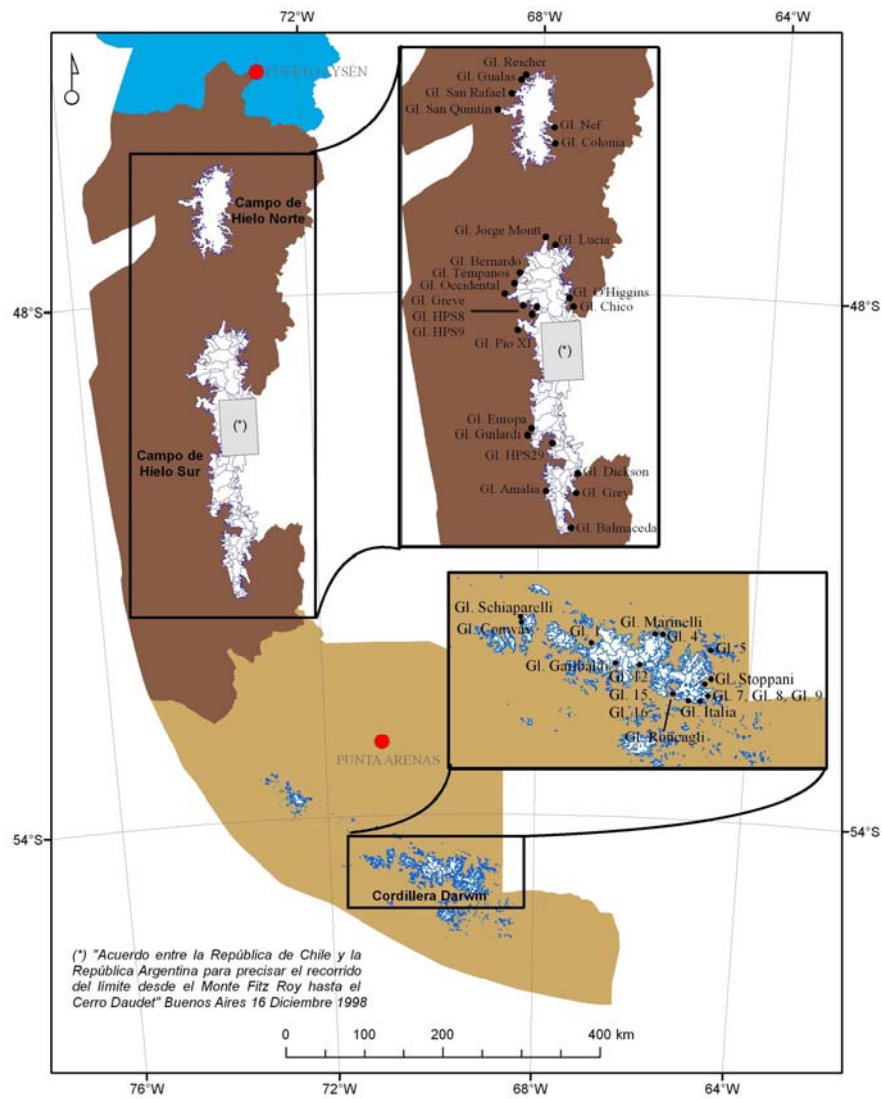 72°W
68°W
64°W
PUERTO AYSÉN
Campo de
Hielo Norte
Campo de
Hielo Sur
(*)
Gl. Reicher
Gl. Gualas
Gl. San Rafael
Gl. San Quintin
Gl. Nef
Gl. Colonia
Gl. Jorge Montt
Gl. Lucia
Gl. Bernardo
Gl. Témpanos
Gl. Occidental
Gl. O'Higgins
Gl. Greve
Gl. Chico
Gl. HPS8
Gl. HPS9
Gl. Pio XI
(*)
Gl. Europa
Gl. Guilardi
Gl. HPS29
Gl. Dickson
Gl. Amalia
Gl. Grey
Gl. Balmaceda
48°S
48°S
Gl. Schiaparelli
Gl. Conway
Gl. 1
Gl. Marinelli
Gl. 4
Gl. 5
Gl. Garibaldi
Gl. 12
Gl. Stoppani
Gl. 15
Gl. 7, Gl. 8, Gl. 9
Gl. 16
Gl. Italia
Gl. Roncagli
PUNTA ARENAS
54°S
54°S
Cordillera Darwin
(*) "Acuerdo entre la República de Chile y la
República Argentina para precisar el recorrido
del límite desde el Monte Fitz Roy hasta el
Cerro Daudet" Buenos Aires 16 Diciembre 1998
0 100 200 400 km
76°W
72°W
68°W
64°W